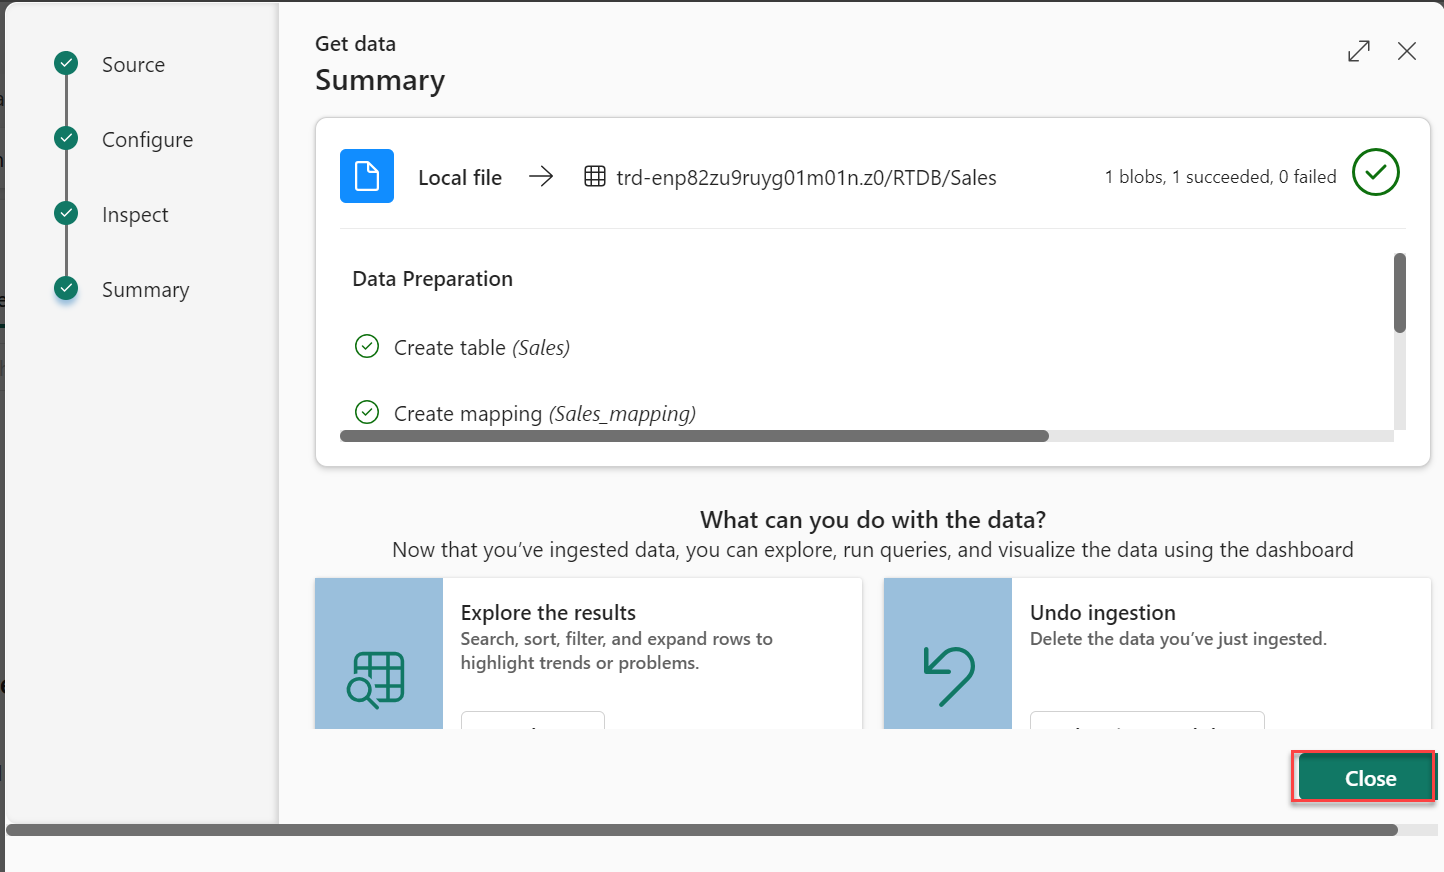 Source
Configure
Inspect
Summary
Get data
Summary
Local file
trd-enp82zu9ruyg01m01n.z0/RTDB/Sales
1 blobs, 1 succeeded, 0 failed
Data Preparation
Create table (Sales)
Create mapping (Sales_mapping)
What can you do with the data?
Now that you’ve ingested data, you can explore, run queries, and visualize the data using the dashboard
Explore the results
Search, sort, filter, and expand rows to
highlight trends or problems.
Undo ingestion
Delete the data you’ve just ingested.
Close